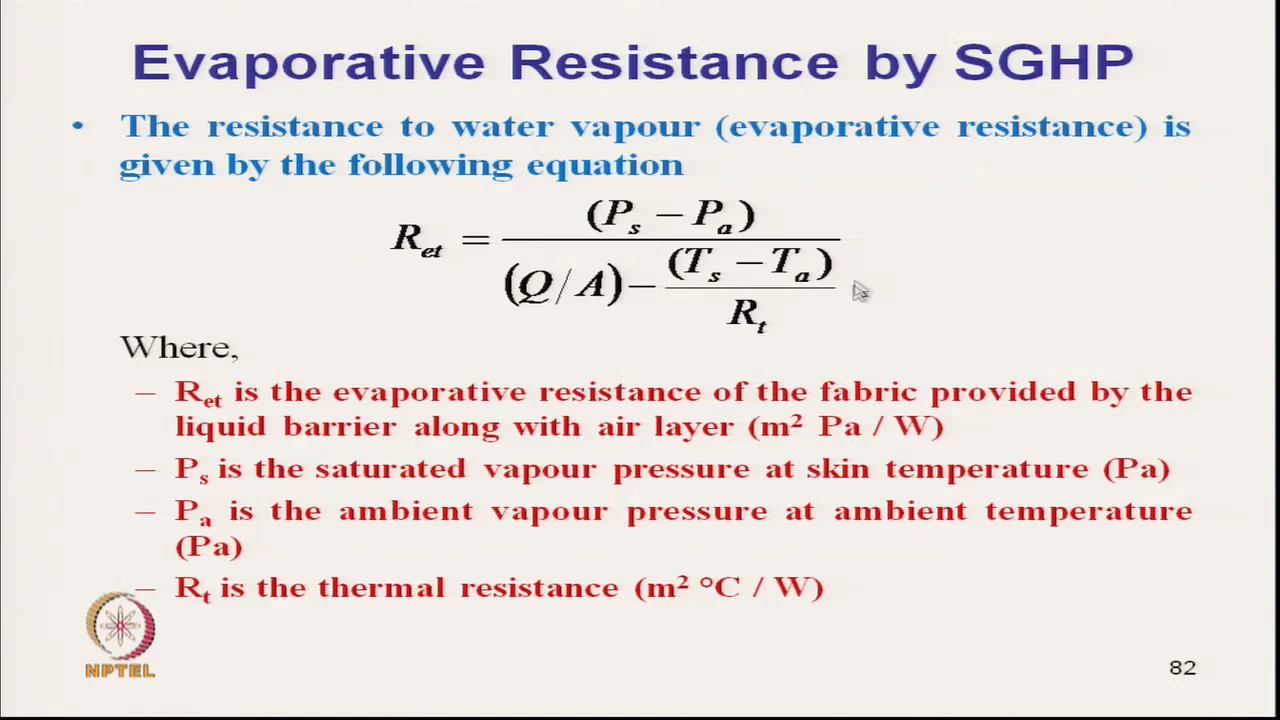 Evaporative Resistance by SGHP
• The resistance to water vapour (evaporative resistance) is
given by the following equation
R_et = (P_s − P_a) / ((Q/A) − (T_s − T_a) / R_t)
Where,
– R_et is the evaporative resistance of the fabric provided by the
liquid barrier along with air layer (m² Pa / W)
– P_s is the saturated vapour pressure at skin temperature (Pa)
– P_a is the ambient vapour pressure at ambient temperature
(Pa)
– R_t is the thermal resistance (m² °C / W)
NPTEL
82